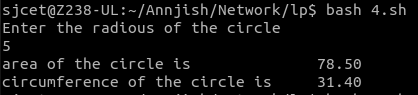 sjcet@Z238-UL:~/Annjish/Network/lp$ bash 4.sh
Enter the radious of the circle
5
area of the circle is 78.50
circumference of the circle is 31.40